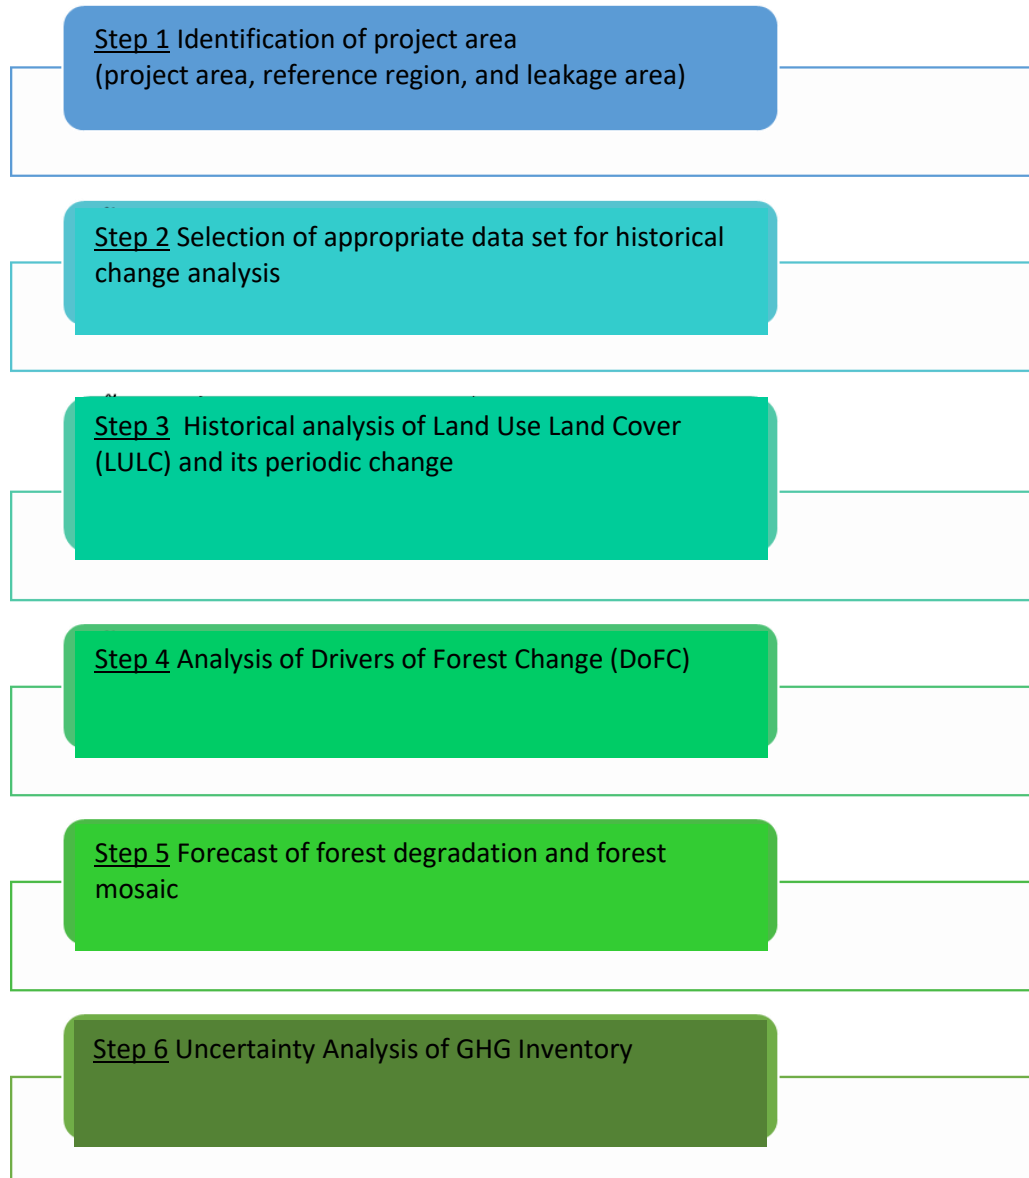 Step 1 Identification of project area
(project area, reference region, and leakage area)
Step 2 Selection of appropriate data set for historical
change analysis
Step 3  Historical analysis of Land Use Land Cover
(LULC) and its periodic change
Step 4 Analysis of Drivers of Forest Change (DoFC)
Step 5 Forecast of forest degradation and forest
mosaic
Step 6 Uncertainty Analysis of GHG Inventory